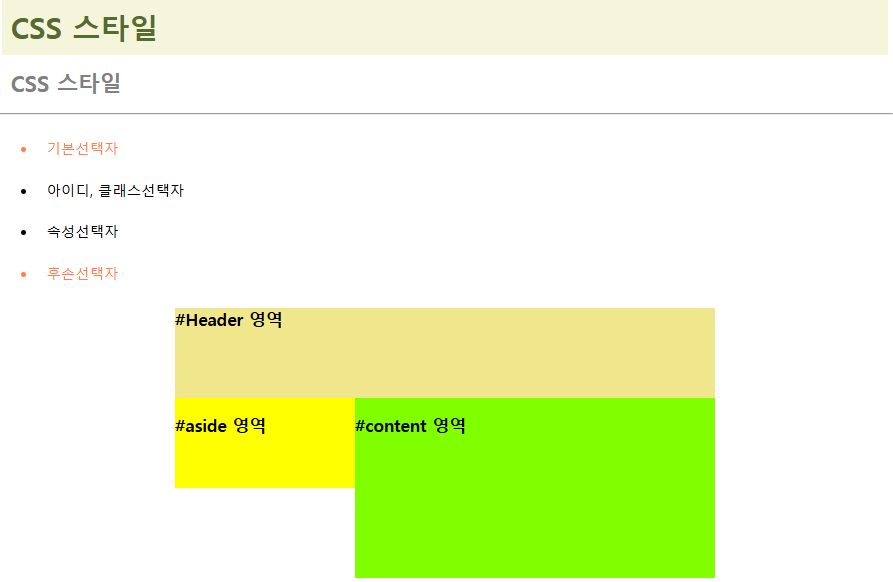 CSS 스타일
CSS 스타일
기본선택자
아이디, 클래스선택자
속성선택자
후손선택자
#Header 영역
#aside 영역
#content 영역